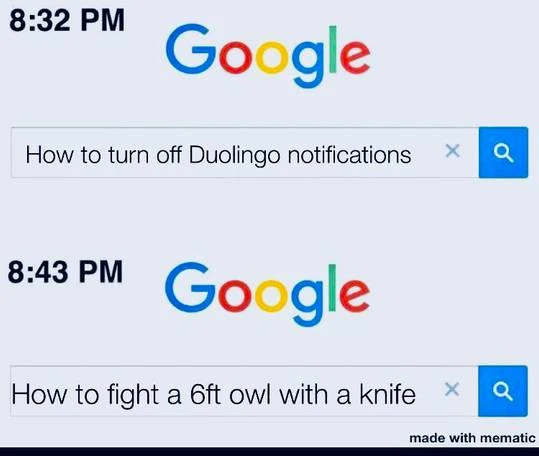 8:32 PM
Google
How to turn off Duolingo notifications
8:43 PM
Google
How to fight a 6ft owl with a knife
made with mematic